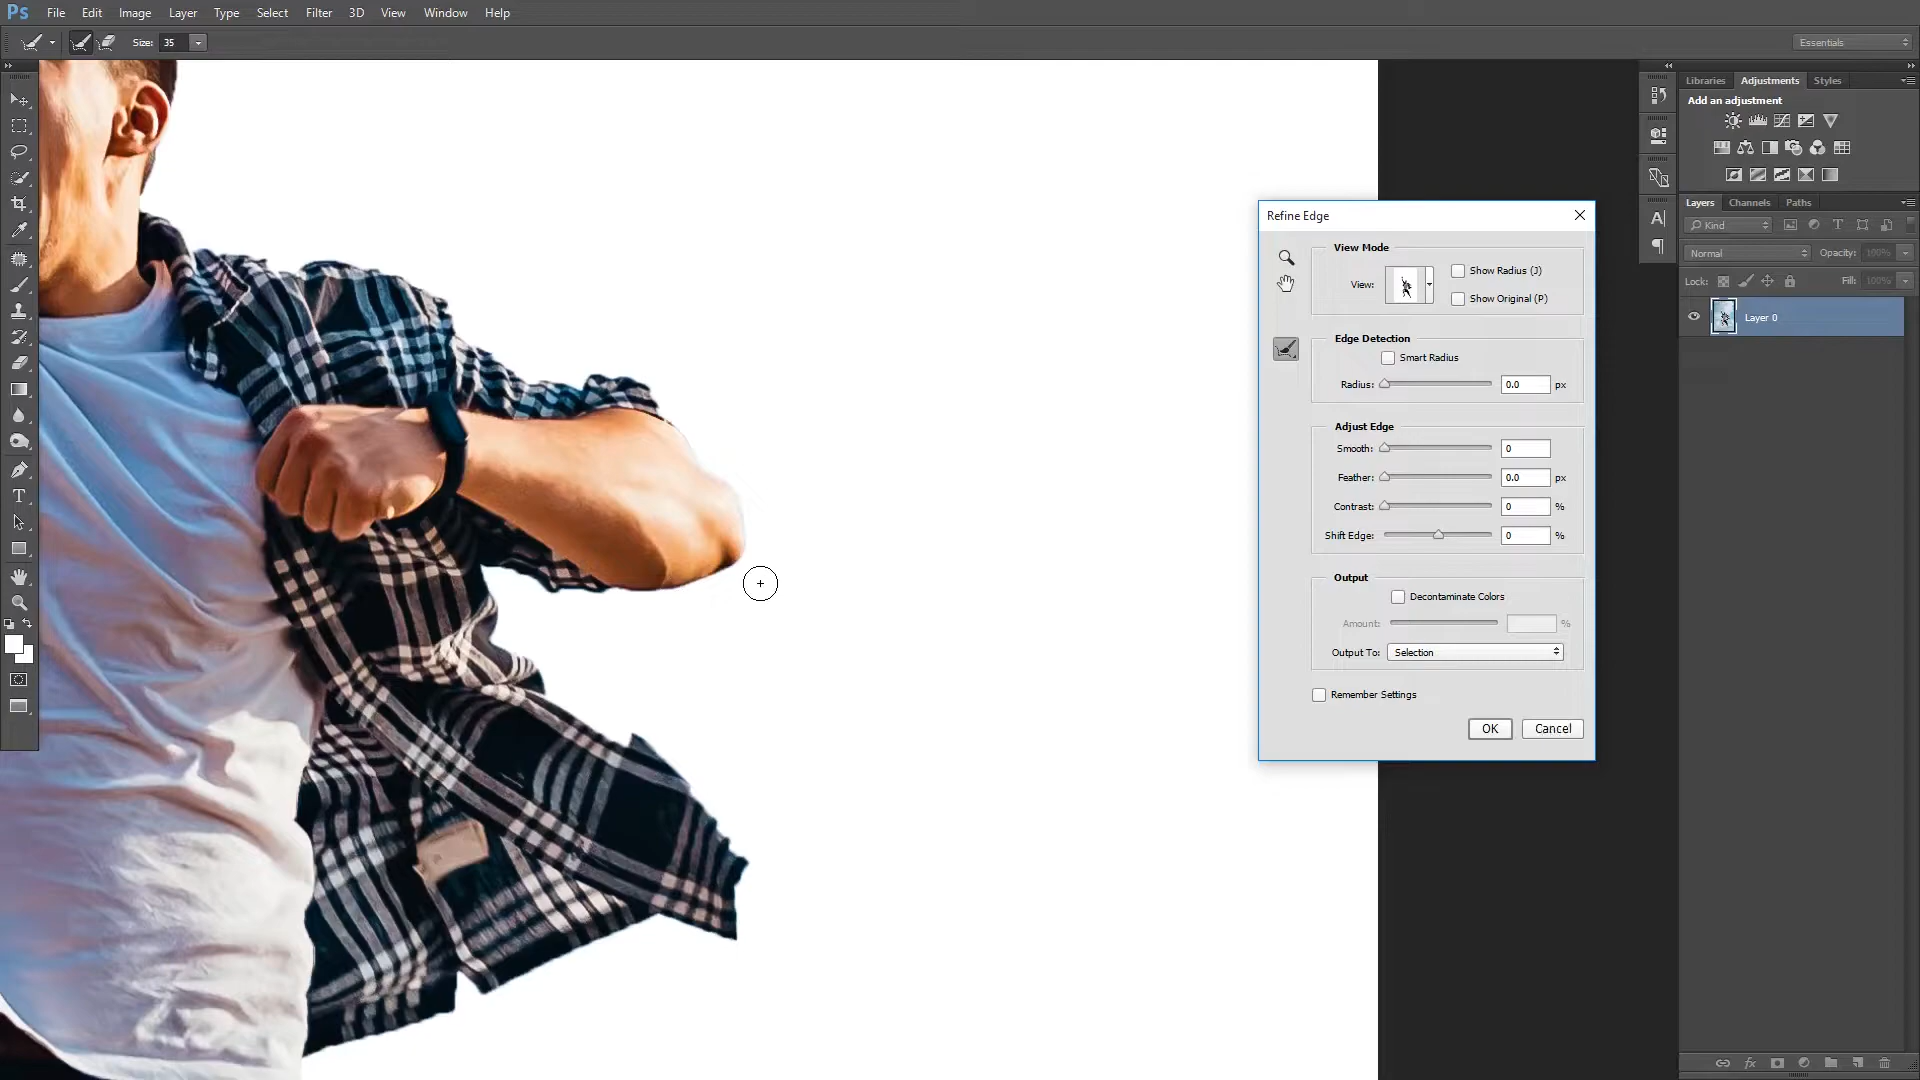 Ps File Edit Image Layer Type Select Filter 3D View Window Help
Size: 35 Essentials
Libraries Adjustments Styles
Add an adjustment
Layers Channels Paths
Kind T
Normal Opacity: 100%
Lock: Fill: 100%
Layer 0
A
T
fx
Refine Edge
View Mode
View: Show Radius (J)
Show Original (P)
Edge Detection
Smart Radius
Radius: 0.0 px
Adjust Edge
Smooth: 0
Feather: 0.0 px
Contrast: 0 %
Shift Edge: 0 %
Output
Decontaminate Colors
Amount: %
Output To: Selection
Remember Settings
OK Cancel